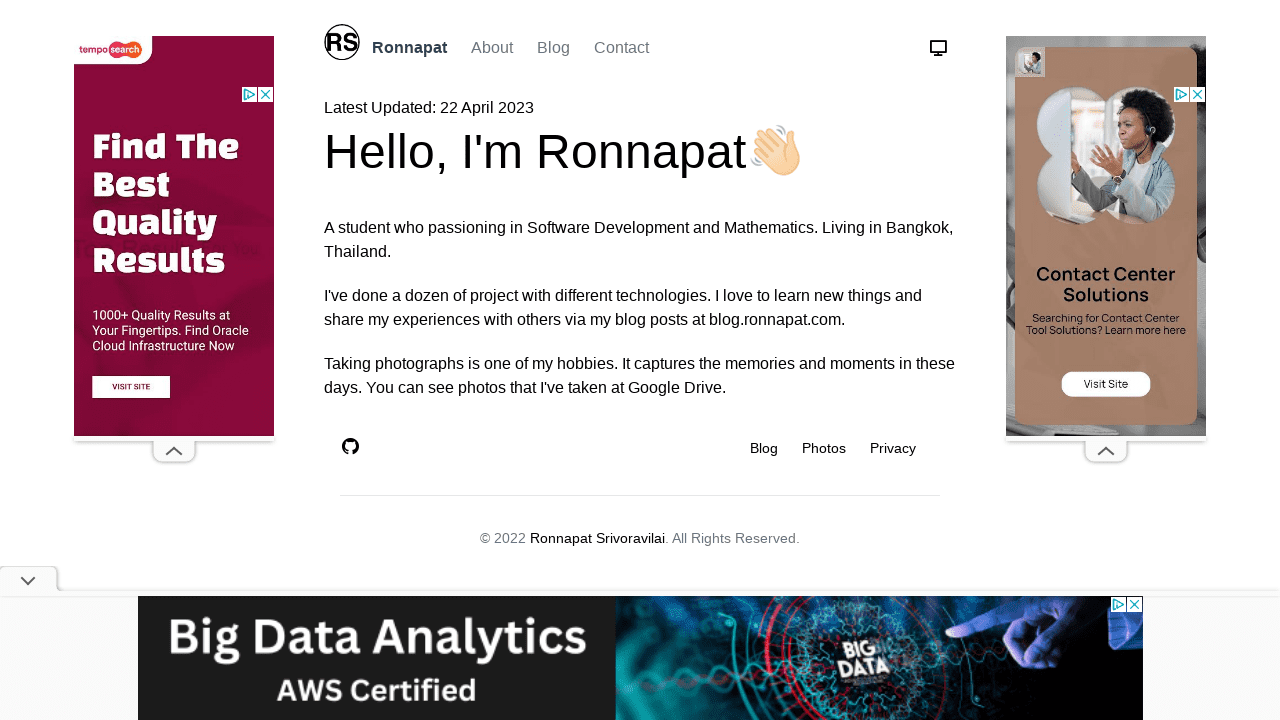 RS
Ronnapat About Blog Contact
Latest Updated: 22 April 2023
Hello, I'm Ronnapat
A student who passioning in Software Development and Mathematics. Living in Bangkok,
Thailand.
I've done a dozen of project with different technologies. I love to learn new things and
share my experiences with others via my blog posts at blog.ronnapat.com.
Taking photographs is one of my hobbies. It captures the memories and moments in these
days. You can see photos that I've taken at Google Drive.
Blog Photos Privacy
© 2022 Ronnapat Srivoravilai. All Rights Reserved.
tempo search
Find The
Best
Quality
Results
1000+ Quality Results at
Your Fingertips. Find Oracle
Cloud Infrastructure Now
VISIT SITE
Contact Center
Solutions
Searching for Contact Center
Tool Solutions? Learn more here
Visit Site
Big Data Analytics
AWS Certified
BIG
DATA